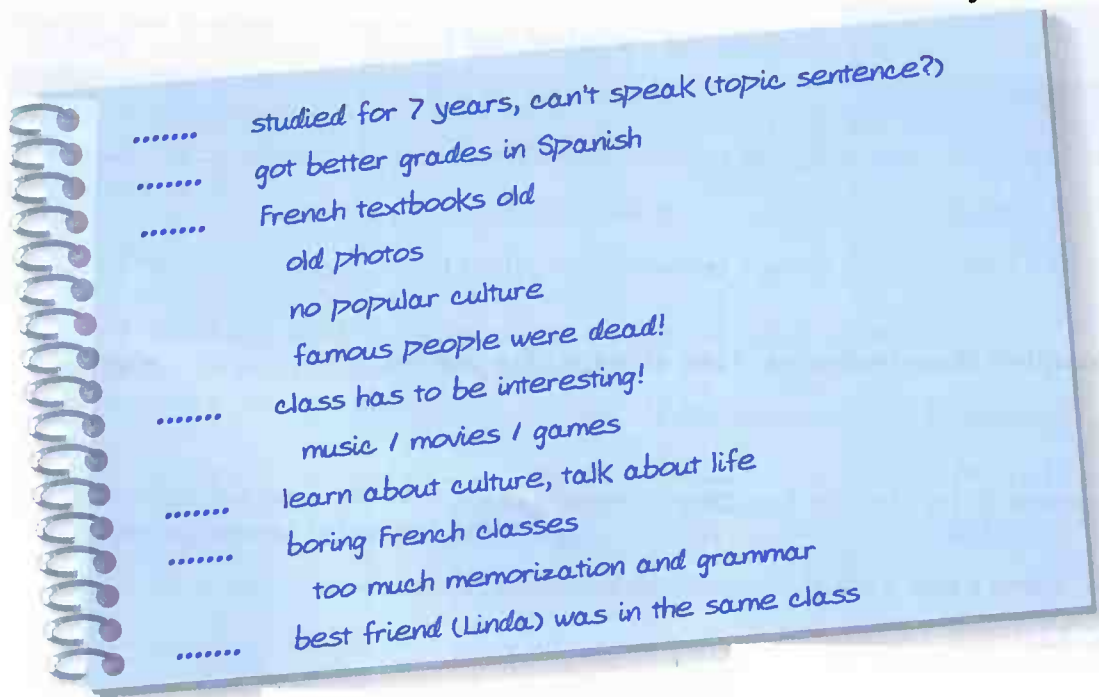 ....... studied for 7 years, can't speak (topic sentence?)
....... got better grades in Spanish
....... French textbooks old
old photos
no popular culture
famous people were dead!
....... class has to be interesting!
music / movies / games
....... learn about culture, talk about life
....... boring French classes
too much memorization and grammar
....... best friend (Linda) was in the same class